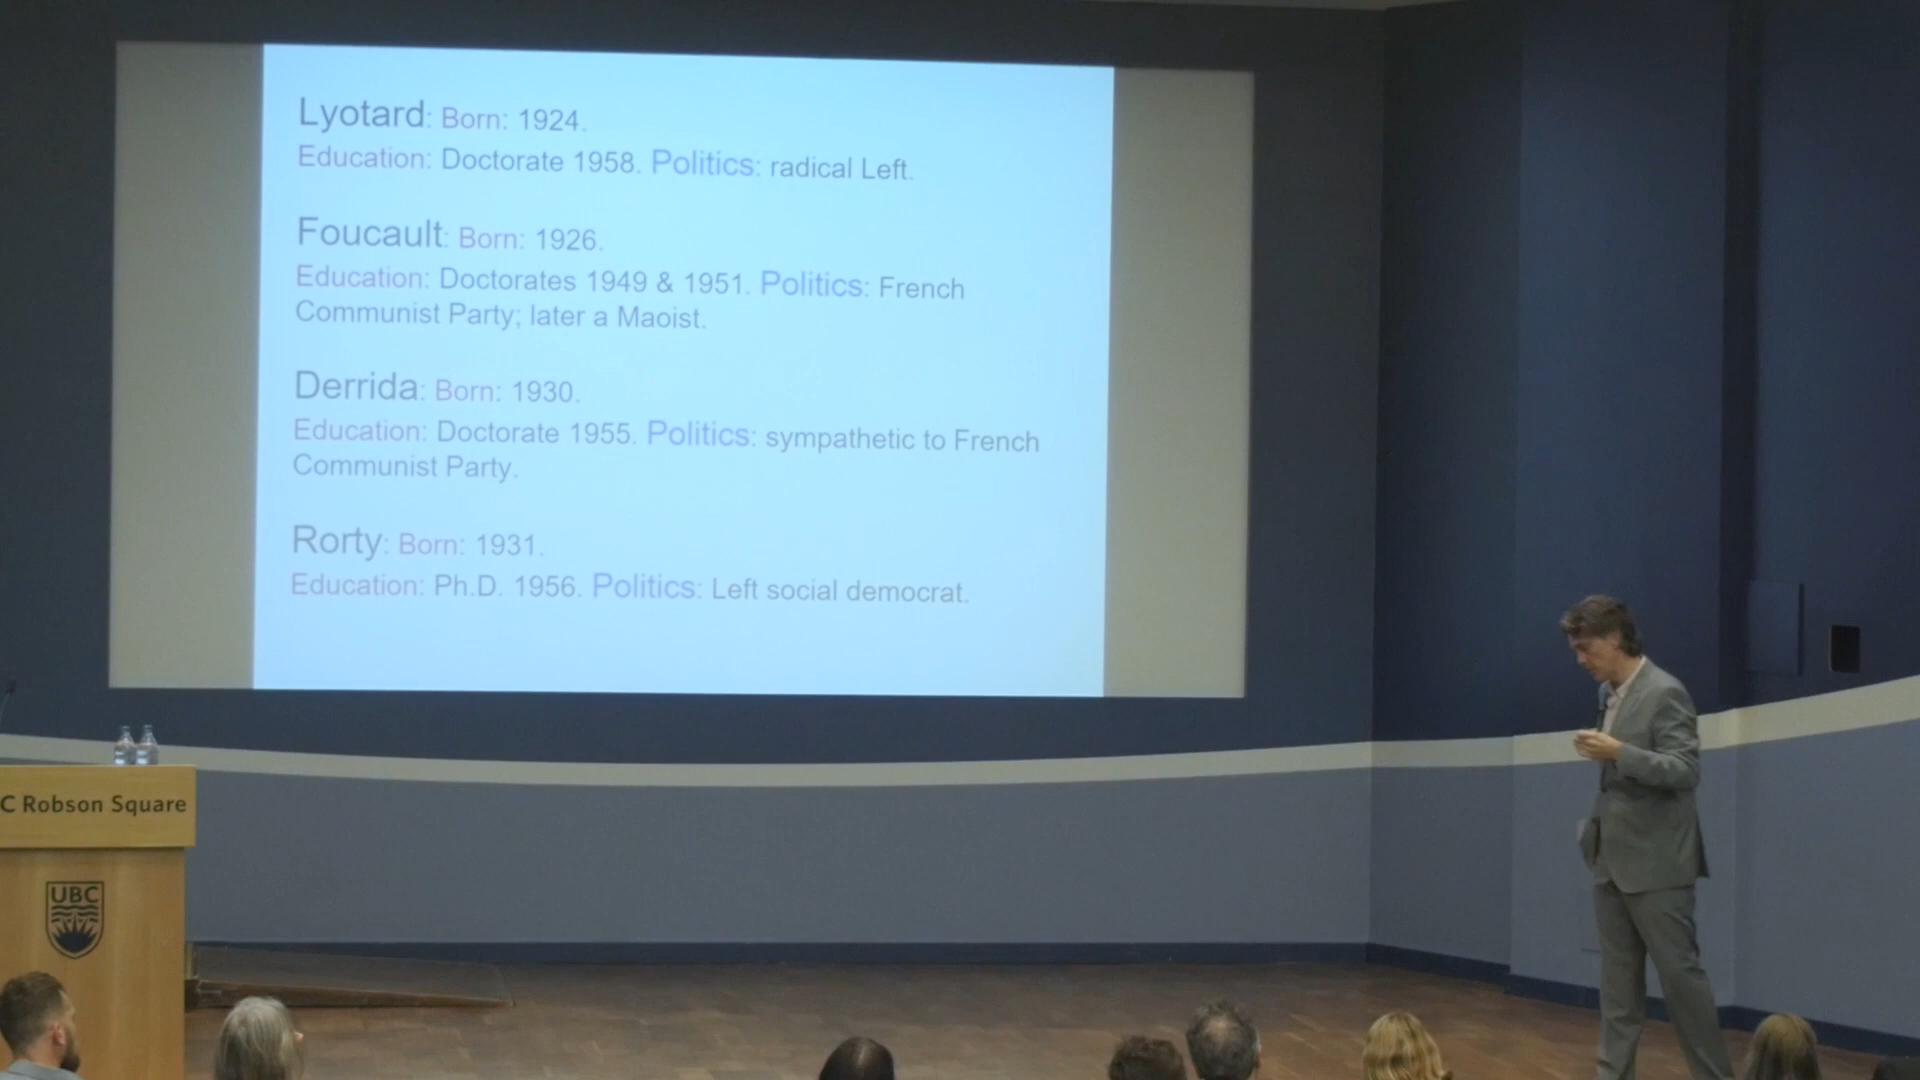 Lyotard: Born: 1924.
Education: Doctorate 1958. Politics: radical Left.
Foucault: Born: 1926.
Education: Doctorates 1949 & 1951. Politics: French
Communist Party; later a Maoist.
Derrida: Born: 1930.
Education: Doctorate 1955. Politics: sympathetic to French
Communist Party.
Rorty: Born: 1931.
Education: Ph.D. 1956. Politics: Left social democrat.
C Robson Square
UBC